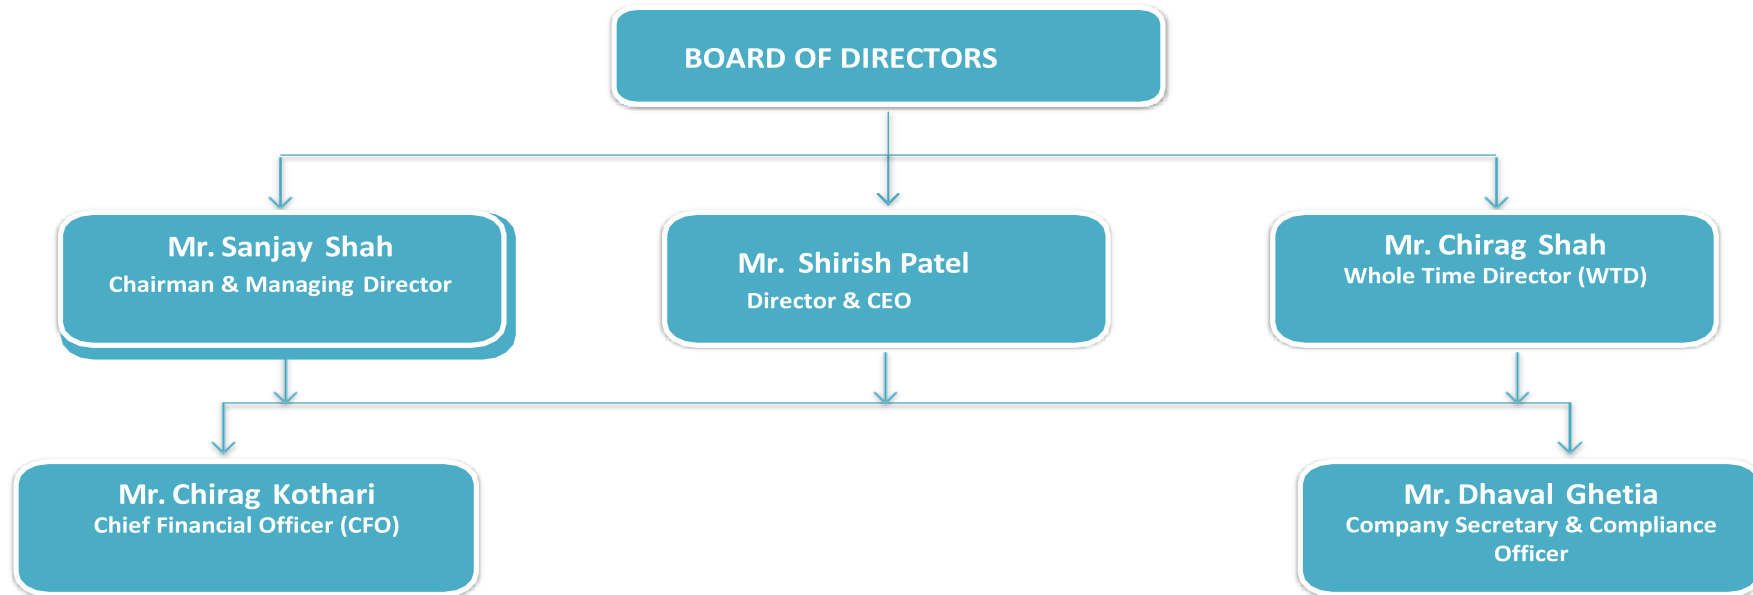 BOARD OF DIRECTORS
Mr. Sanjay Shah
Chairman & Managing Director
Mr. Shirish Patel
Director & CEO
Mr. Chirag Shah
Whole Time Director (WTD)
Mr. Chirag Kothari
Chief Financial Officer (CFO)
Mr. Dhaval Ghetia
Company Secretary & Compliance
Officer